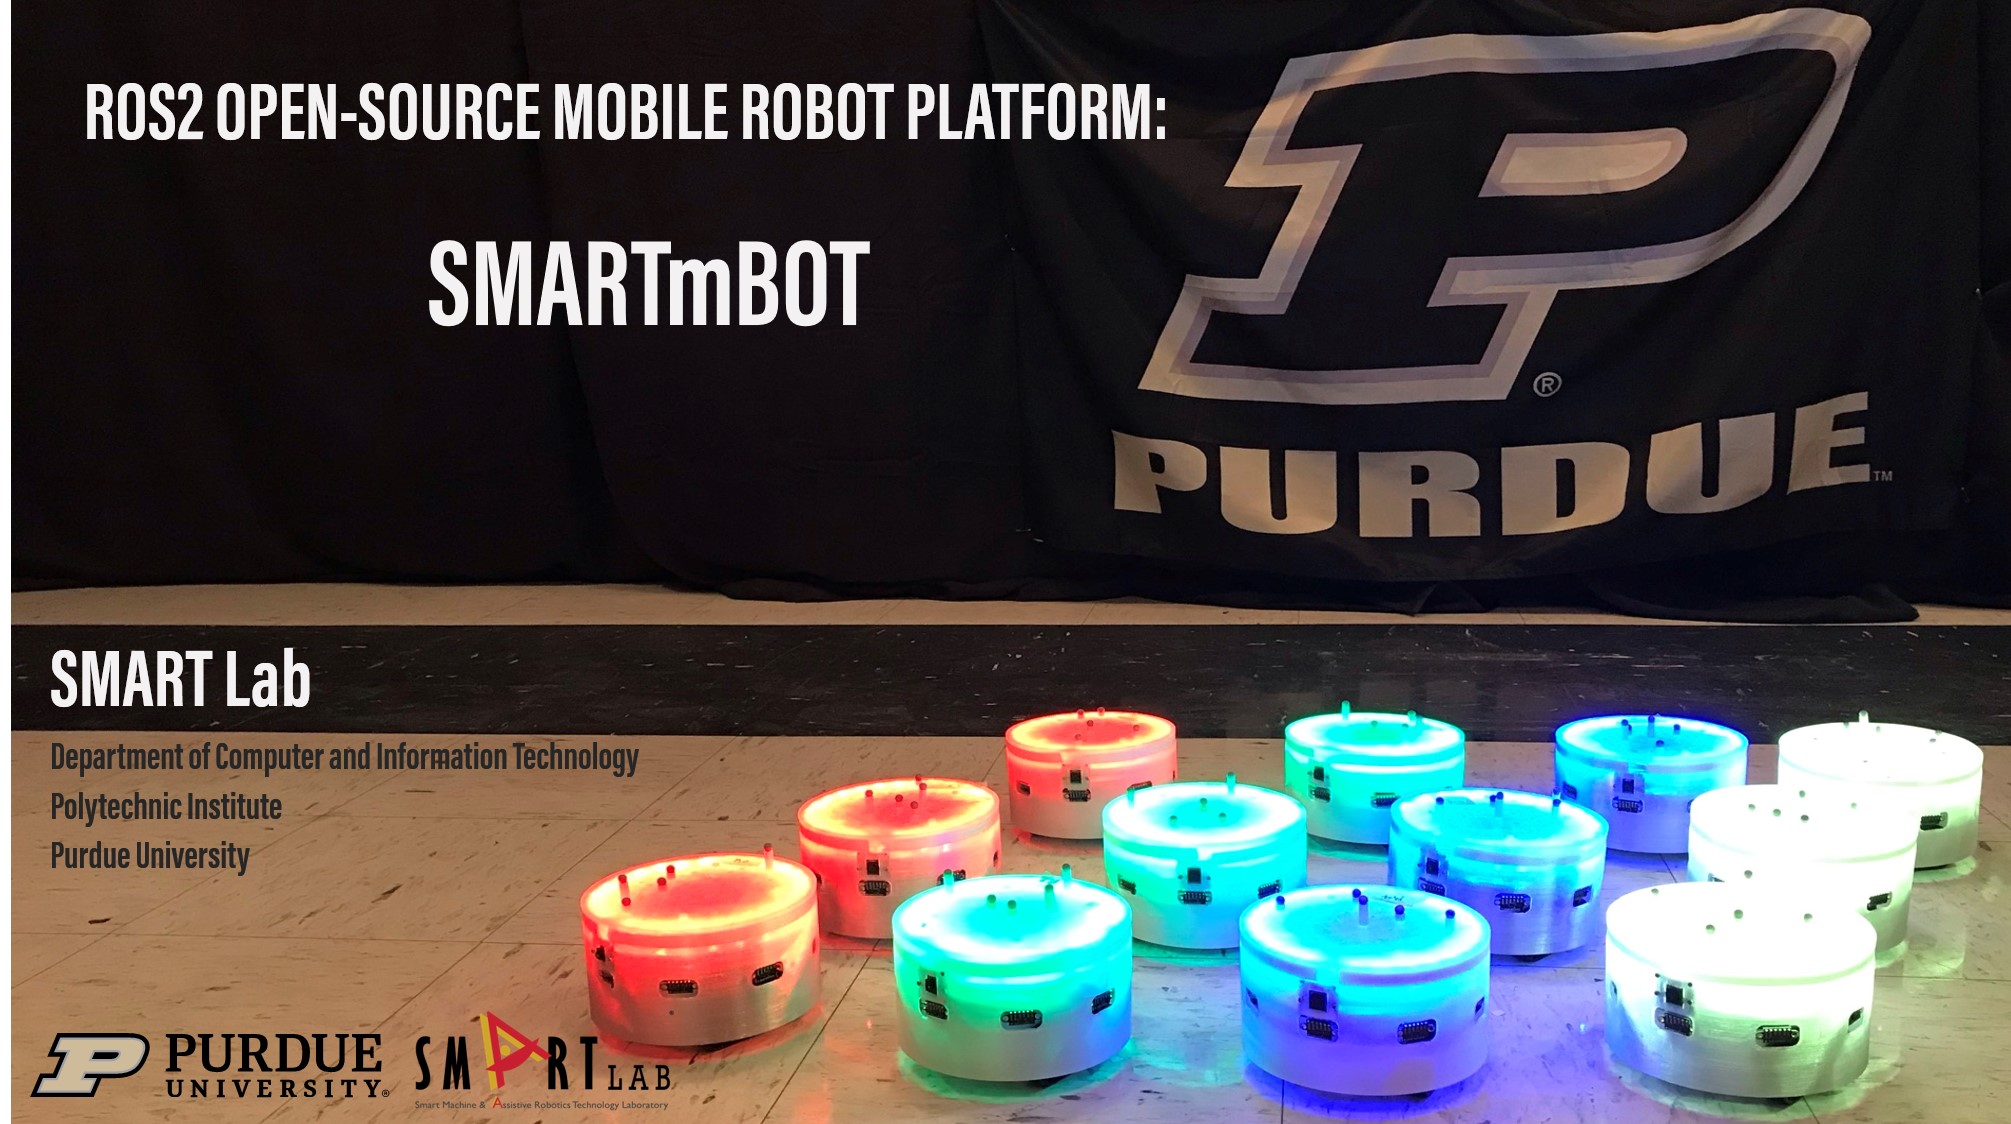 ROS2 OPEN-SOURCE MOBILE ROBOT PLATFORM:
SMARTmBOT
P
®
PURDUE™
SMART Lab
Department of Computer and Information Technology
Polytechnic Institute
Purdue University
P PURDUE
UNIVERSITY®
SMART LAB
Smart Machine & Assistive Robotics Technology Laboratory